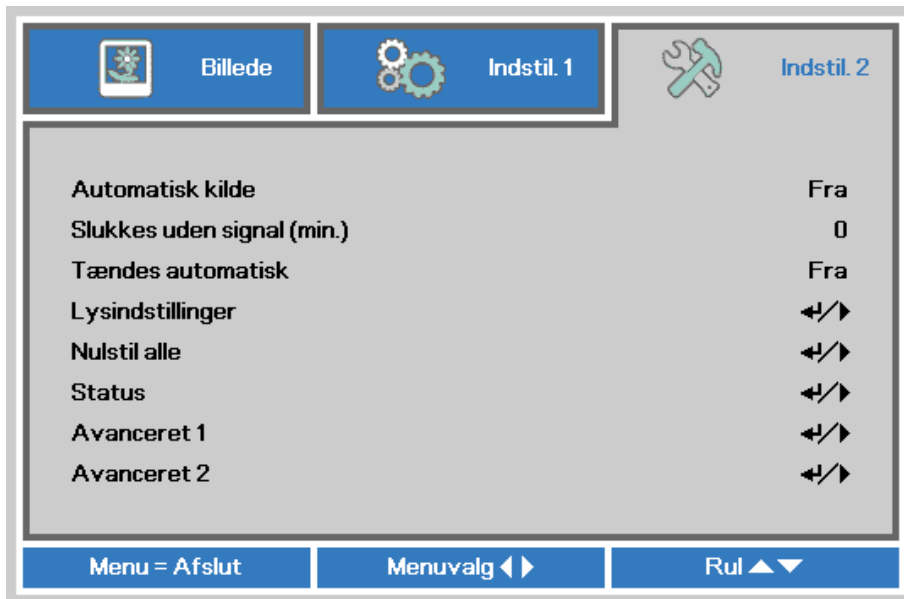 Billede
Indstil. 1
Indstil. 2
Automatisk kilde Fra
Slukkes uden signal (min.) 0
Tændes automatisk Fra
Lysindstillinger ↵/▶
Nulstil alle ↵/▶
Status ↵/▶
Avanceret 1 ↵/▶
Avanceret 2 ↵/▶
Menu = Afslut
Menuvalg ◀ ▶
Rul ▲▼